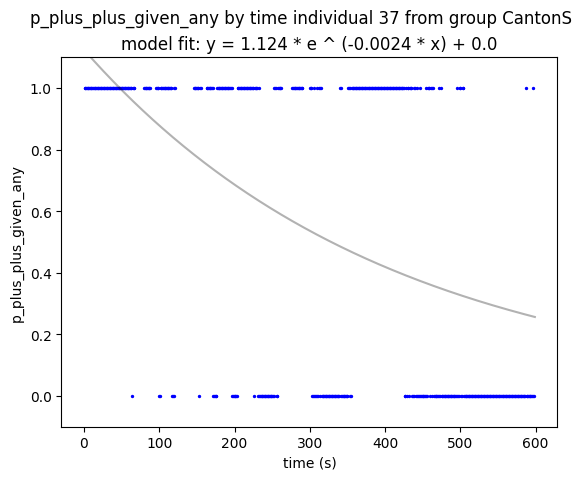 p_plus_plus_given_any by time individual 37 from group CantonS
model fit: y = 1.124 * e ^ (-0.0024 * x) + 0.0
1.0
0.8
0.6
0.4
0.2
0.0
p_plus_plus_given_any
0 100 200 300 400 500 600
time (s)